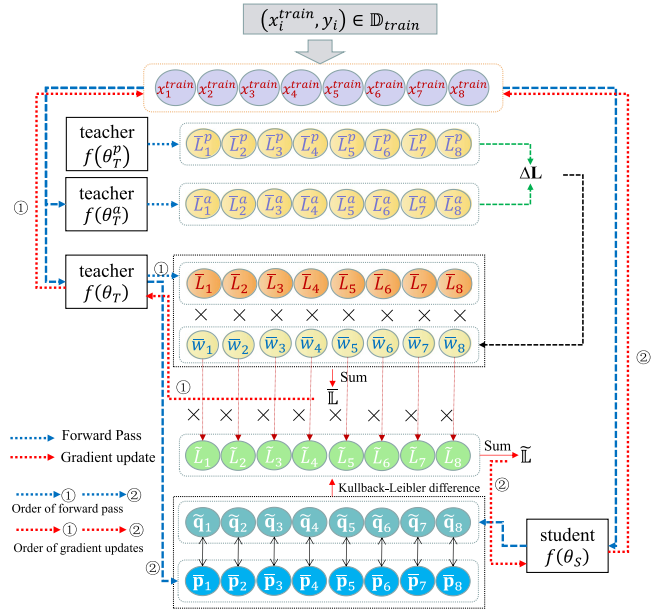 (x_i^{train}, y_i) ∈ 𝔻_{train}
x_1^{train} x_2^{train} x_3^{train} x_4^{train} x_5^{train} x_6^{train} x_7^{train} x_8^{train}
teacher
f(θ_T^p)
L̄_1^p L̄_2^p L̄_3^p L̄_4^p L̄_5^p L̄_6^p L̄_7^p L̄_8^p
ΔL
teacher
f(θ_T^a)
L̄_1^a L̄_2^a L̄_3^a L̄_4^a L̄_5^a L̄_6^a L̄_7^a L̄_8^a
①
teacher
f(θ_T)
①
L̄_1 L̄_2 L̄_3 L̄_4 L̄_5 L̄_6 L̄_7 L̄_8
× × × × × × × ×
w̄_1 w̄_2 w̄_3 w̄_4 w̄_5 w̄_6 w̄_7 w̄_8
②
Sum
①
𝕃̄
× × × × × × × ×
Forward Pass
Gradient update
L̃_1 L̃_2 L̃_3 L̃_4 L̃_5 L̃_6 L̃_7 L̃_8
Sum
𝕃̃
②
Kullback-Leibler difference
① ②
Order of forward pass
① ②
Order of gradient updates
q̃_1 q̃_2 q̃_3 q̃_4 q̃_5 q̃_6 q̃_7 q̃_8
student
f(θ_S)
②
p̄_1 p̄_2 p̄_3 p̄_4 p̄_5 p̄_6 p̄_7 p̄_8